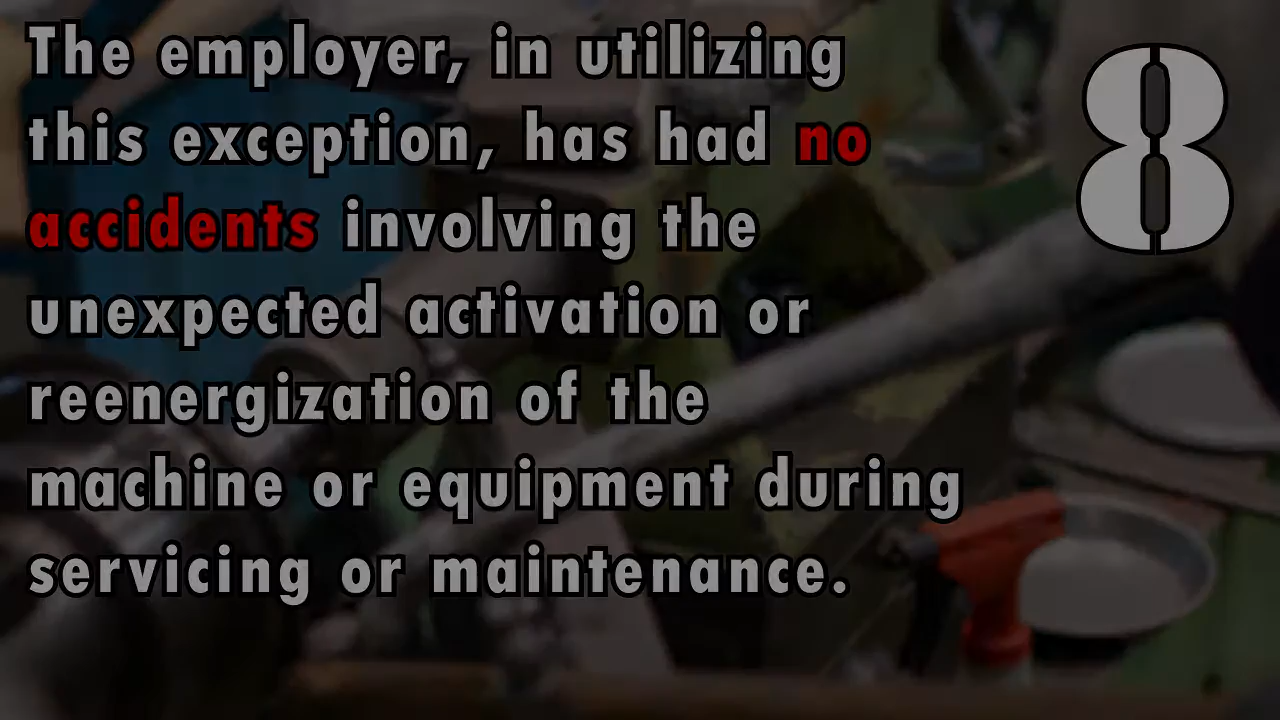 The employer, in utilizing
this exception, has had no
accidents involving the
unexpected activation or
reenergization of the
machine or equipment during
servicing or maintenance.
8